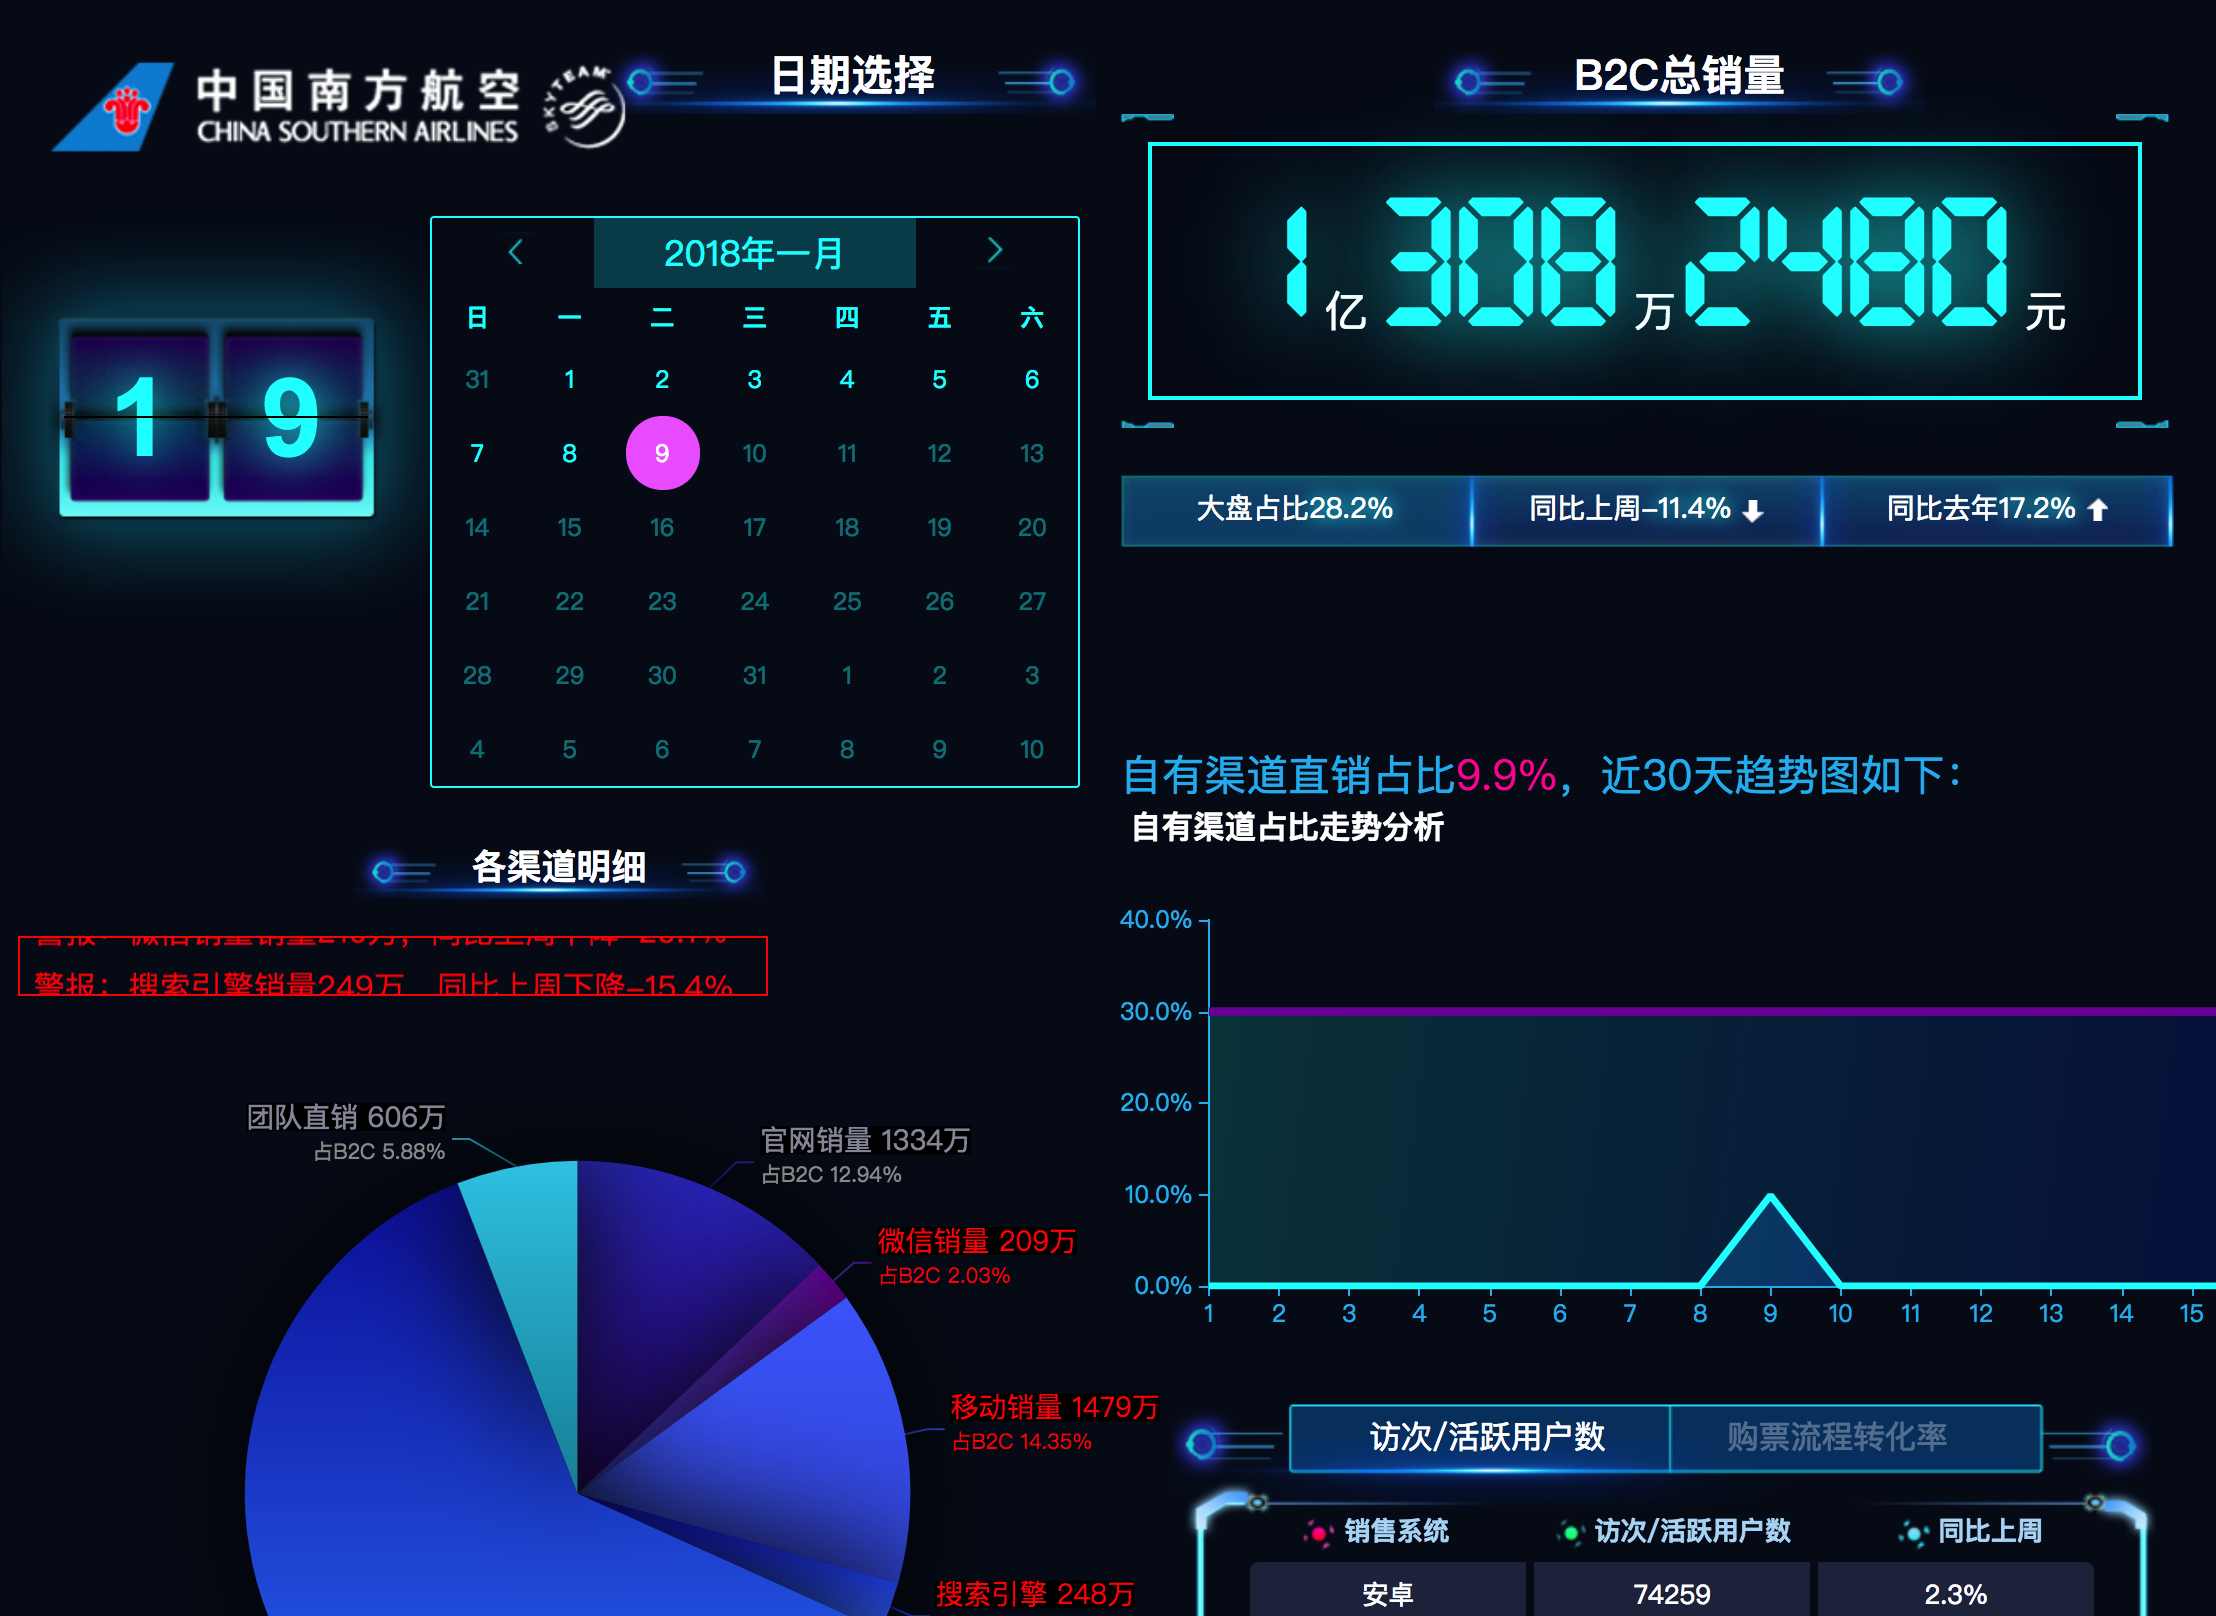 中国南方航空
CHINA SOUTHERN AIRLINES
SKYTEAM
日期选择
B2C总销量
1亿308万2480元
19
2018年一月
日 一 二 三 四 五 六
31 1 2 3 4 5 6
7 8 9 10 11 12 13
14 15 16 17 18 19 20
21 22 23 24 25 26 27
28 29 30 31 1 2 3
4 5 6 7 8 9 10
大盘占比28.2%
同比上周-11.4%
同比去年17.2%
自有渠道直销占比9.9%，近30天趋势图如下：
自有渠道占比走势分析
40.0%
30.0%
20.0%
10.0%
0.0%
1 2 3 4 5 6 7 8 9 10 11 12 13 14 15
各渠道明细
警报：搜索引擎销量249万，同比上周下降-15.4%
团队直销 606万
占B2C 5.88%
官网销量 1334万
占B2C 12.94%
微信销量 209万
占B2C 2.03%
移动销量 1479万
占B2C 14.35%
搜索引擎 248万
访次/活跃用户数
购票流程转化率
销售系统 访次/活跃用户数 同比上周
安卓 74259 2.3%